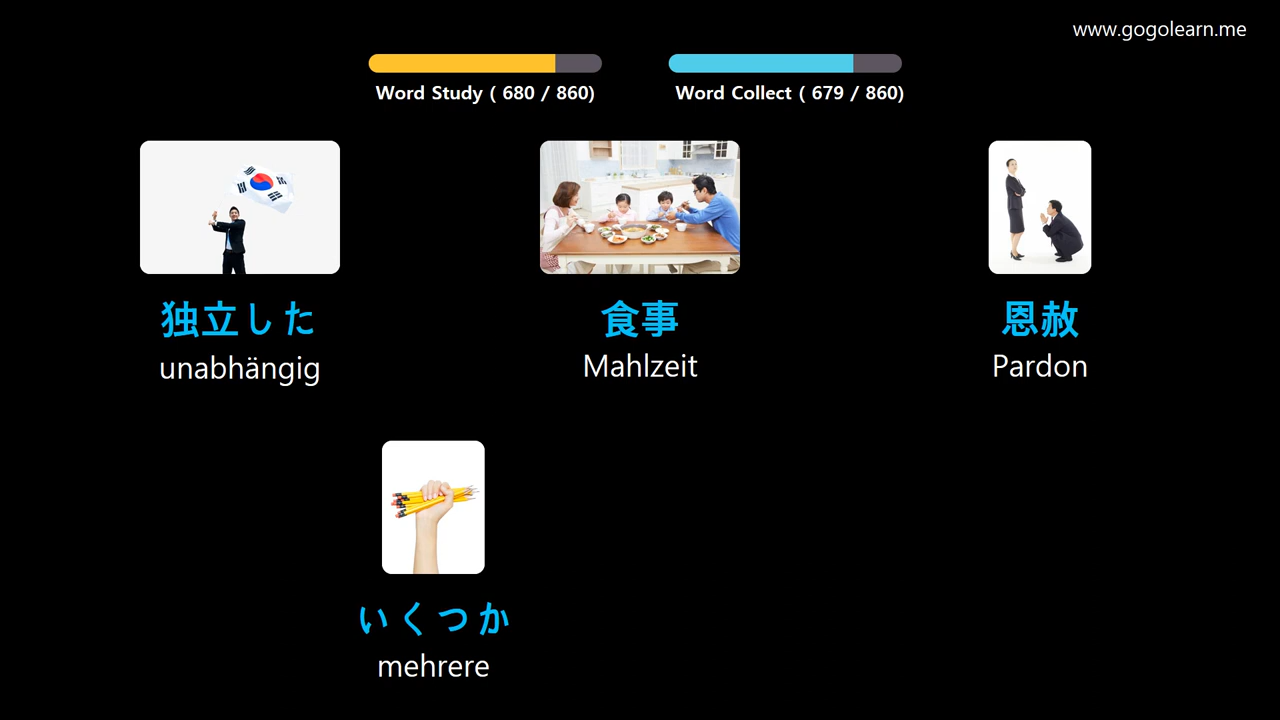 www.gogolearn.me
Word Study ( 680 / 860)
Word Collect ( 679 / 860)
独立した
unabhängig
食事
Mahlzeit
恩赦
Pardon
いくつか
mehrere